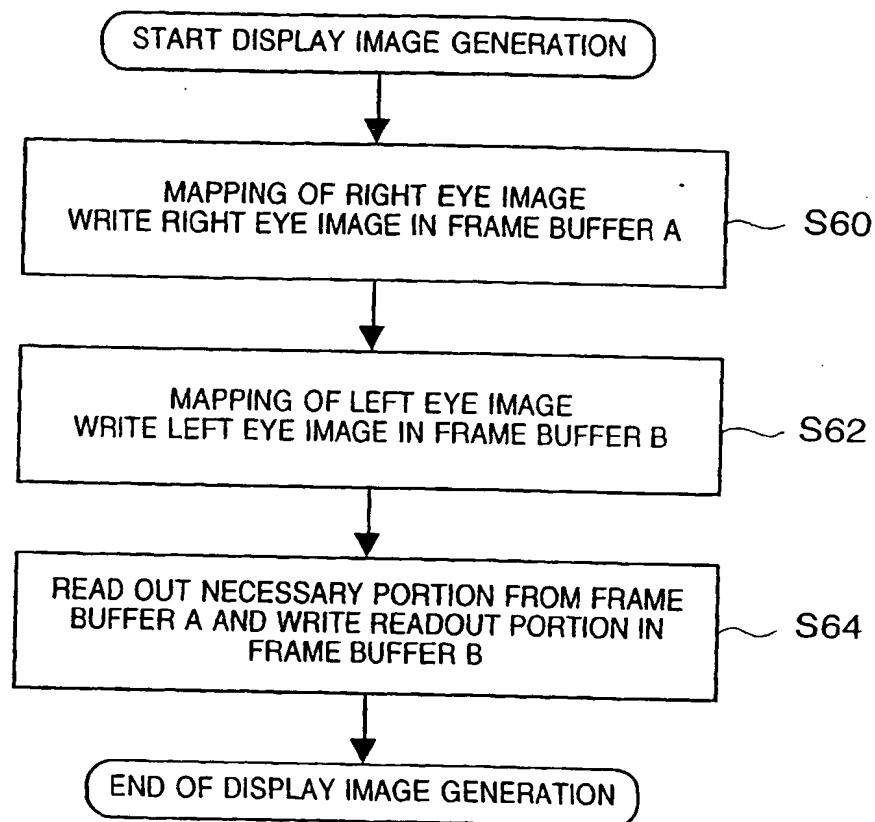 START DISPLAY IMAGE GENERATION
MAPPING OF RIGHT EYE IMAGE
WRITE RIGHT EYE IMAGE IN FRAME BUFFER A
S60
MAPPING OF LEFT EYE IMAGE
WRITE LEFT EYE IMAGE IN FRAME BUFFER B
S62
READ OUT NECESSARY PORTION FROM FRAME
BUFFER A AND WRITE READOUT PORTION IN
FRAME BUFFER B
S64
END OF DISPLAY IMAGE GENERATION